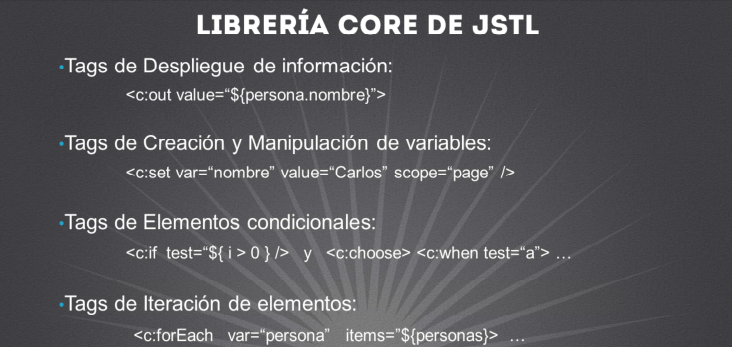 LIBRERÍA CORE DE JSTL
•Tags de Despliegue de información:
<c:out value=“${persona.nombre}”>
•Tags de Creación y Manipulación de variables:
<c:set var=“nombre” value=“Carlos” scope=“page” />
•Tags de Elementos condicionales:
<c:if test=“${ i > 0 } /> y <c:choose> <c:when test=“a”> …
•Tags de Iteración de elementos:
<c:forEach var=“persona” items=”${personas}> …